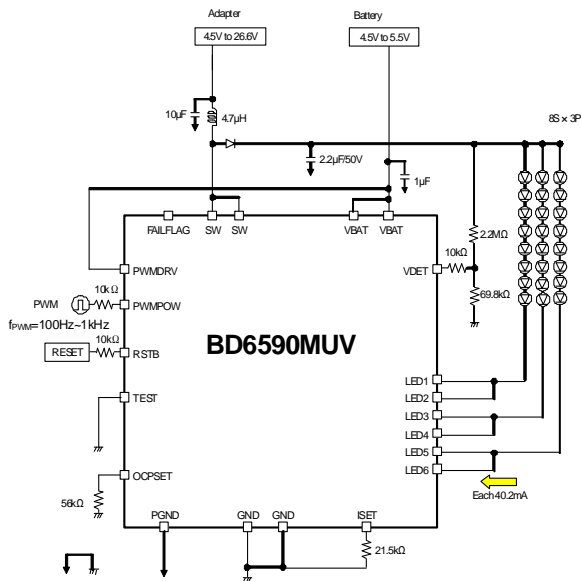 Adapter
Battery
4.5V to 26.6V
4.5V to 5.5V
10µF
4.7µH
8S × 3P
2.2µF/50V
1µF
FAILFLAG
SW
SW
VBAT
VBAT
2.2MΩ
PWMDRV
VDET
10kΩ
10kΩ
PWM
PWMPOW
69.8kΩ
fPWM=100Hz~1kHz
10kΩ
RESET
RSTB
BD6590MUV
LED1
TEST
LED2
LED3
LED4
LED5
OCPSET
LED6
56kΩ
Each 40.2mA
PGND
GND
GND
ISET
21.5kΩ